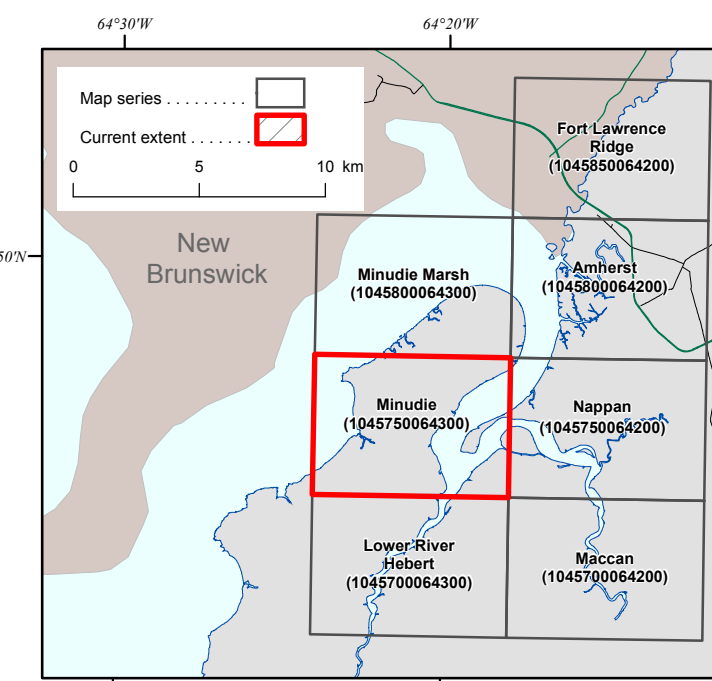 64°30'W
64°20'W
Map series . . . . . . . . .
Current extent . . . . . . .
0 5 10 km
Fort Lawrence
Ridge
(1045850064200)
50'N
New
Brunswick
Minudie Marsh
(1045800064300)
Amherst
(1045800064200)
Minudie
(1045750064300)
Nappan
(1045750064200)
Lower River
Hebert
(1045700064300)
Maccan
(1045700064200)